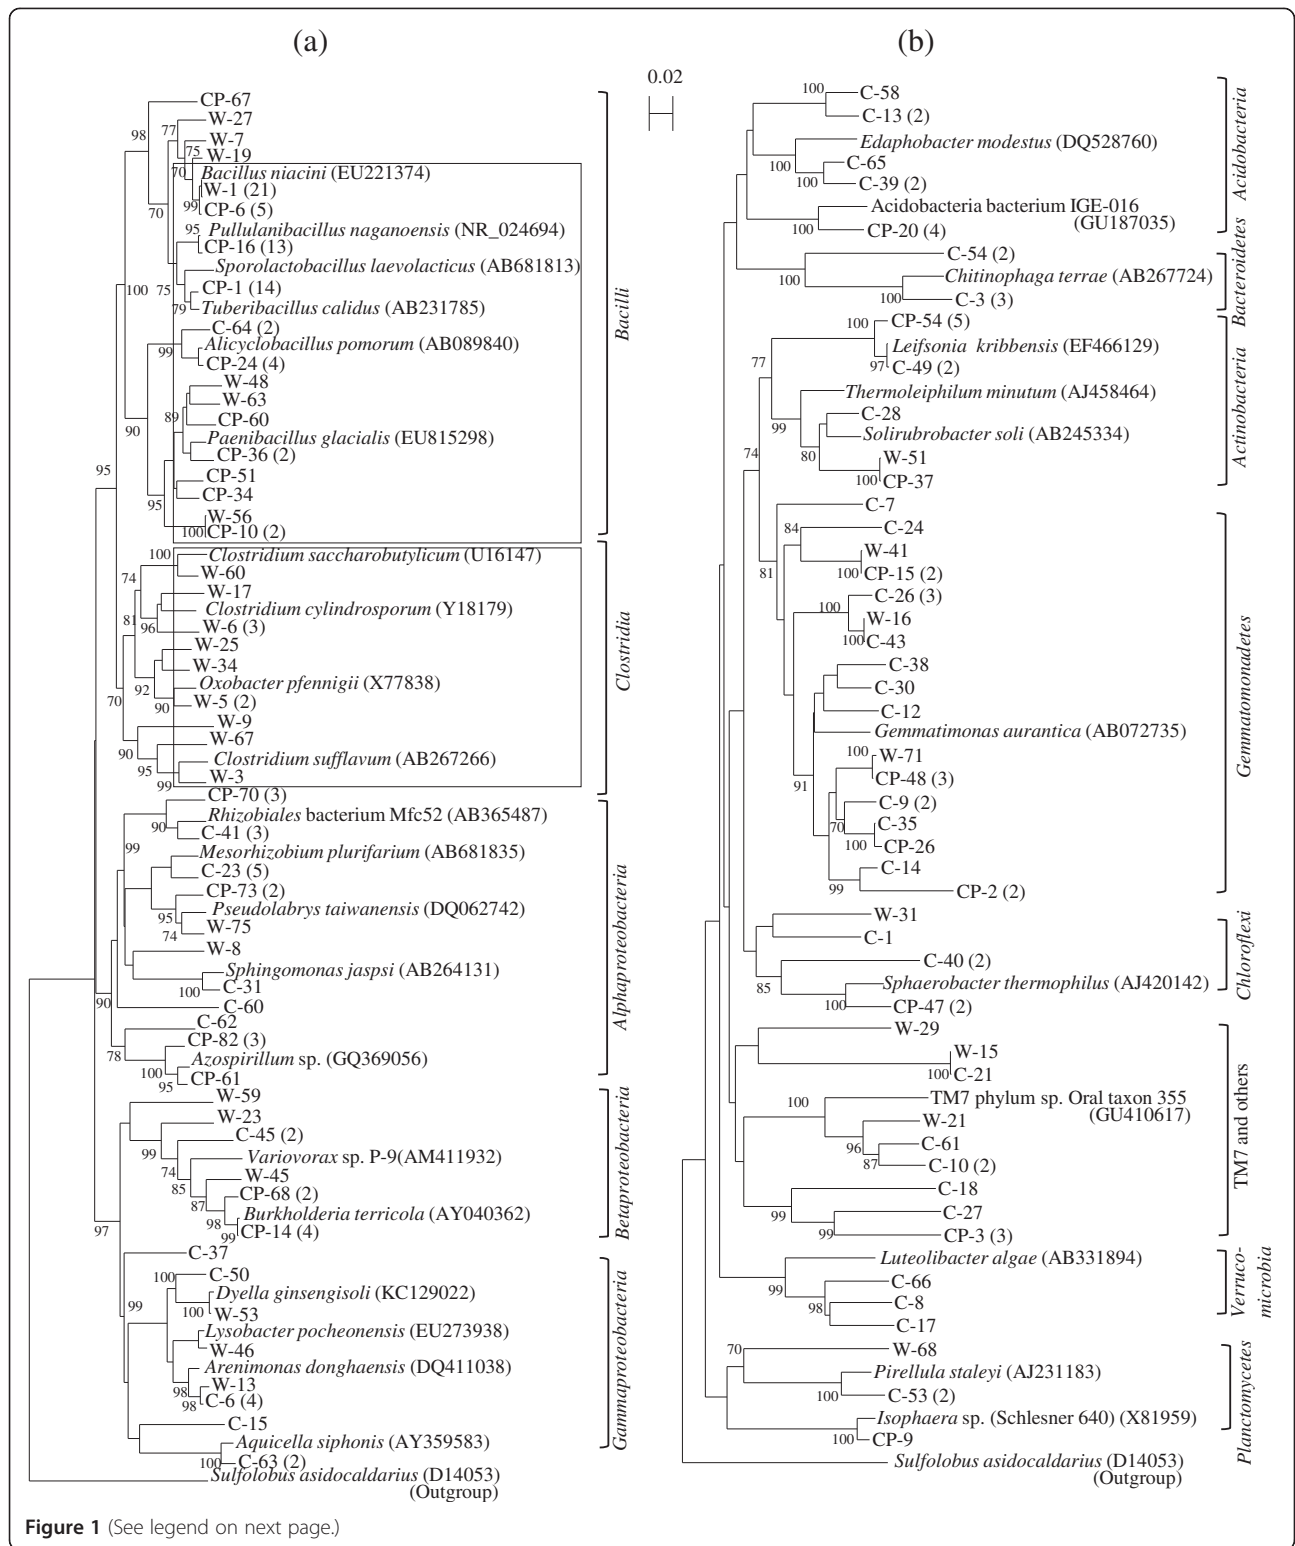 (a)
98
CP-67
77
W-27
W-7
75
W-19
70
Bacillus niacini (EU221374)
W-1 (21)
99
CP-6 (5)
70
95
Pullulanibacillus naganoensis (NR_024694)
CP-16 (13)
Sporolactobacillus laevolacticus (AB681813)
100
75
CP-1 (14)
79
Tuberibacillus calidus (AB231785)
C-64 (2)
99
Alicyclobacillus pomorum (AB089840)
CP-24 (4)
W-48
W-63
89
CP-60
90
Paenibacillus glacialis (EU815298)
CP-36 (2)
95
CP-51
CP-34
95
W-56
100
CP-10 (2)
Bacilli
100
Clostridium saccharobutylicum (U16147)
74
W-60
W-17
Clostridium cylindrosporum (Y18179)
81
96
W-6 (3)
W-25
W-34
92
Oxobacter pfennigii (X77838)
70
90
W-5 (2)
W-9
90
W-67
95
Clostridium sufflavum (AB267266)
99
W-3
Clostridia
CP-70 (3)
Rhizobiales bacterium Mfc52 (AB365487)
90
C-41 (3)
99
Mesorhizobium plurifarium (AB681835)
C-23 (5)
CP-73 (2)
95
Pseudolabrys taiwanensis (DQ062742)
74
W-75
W-8
Sphingomonas jaspsi (AB264131)
100
C-31
90
C-60
C-62
CP-82 (3)
78
Azospirillum sp. (GQ369056)
100
95
CP-61
Alphaproteobacteria
W-59
W-23
C-45 (2)
99
Variovorax sp. P-9(AM411932)
74
W-45
85
CP-68 (2)
87
Burkholderia terricola (AY040362)
98
99
CP-14 (4)
97
Betaproteobacteria
C-37
100
C-50
Dyella ginsengisoli (KC129022)
99
100
W-53
Lysobacter pocheonensis (EU273938)
W-46
Arenimonas donghaensis (DQ411038)
98
W-13
98
C-6 (4)
C-15
Aquicella siphonis (AY359583)
100
C-63 (2)
Gammaproteobacteria
Sulfolobus asidocaldarius (D14053)
(Outgroup)
0.02
(b)
100
C-58
C-13 (2)
Edaphobacter modestus (DQ528760)
100
C-65
100
C-39 (2)
Acidobacteria bacterium IGE-016
(GU187035)
100
CP-20 (4)
Acidobacteria
C-54 (2)
100
Chitinophaga terrae (AB267724)
100
C-3 (3)
Bacteroidetes
100
CP-54 (5)
Leifsonia kribbensis (EF466129)
77
97
C-49 (2)
Thermoleiphilum minutum (AJ458464)
C-28
99
Solirubrobacter soli (AB245334)
74
80
W-51
100
CP-37
Actinobacteria
C-7
84
C-24
W-41
81
100
CP-15 (2)
C-26 (3)
100
W-16
100
C-43
C-38
C-30
C-12
Gemmatimonas aurantica (AB072735)
100
W-71
CP-48 (3)
91
C-9 (2)
70
C-35
100
CP-26
C-14
99
CP-2 (2)
Gemmatomonadetes
W-31
C-1
C-40 (2)
85
Sphaerobacter thermophilus (AJ420142)
100
CP-47 (2)
Chloroflexi
W-29
W-15
100
C-21
100
TM7 phylum sp. Oral taxon 355
(GU410617)
W-21
96
C-61
87
C-10 (2)
C-18
99
C-27
99
CP-3 (3)
TM7 and others
Luteolibacter algae (AB331894)
99
C-66
98
C-8
C-17
Verruco-
microbia
70
W-68
Pirellula staleyi (AJ231183)
100
C-53 (2)
Isophaera sp. (Schlesner 640) (X81959)
100
CP-9
Planctomycetes
Sulfolobus asidocaldarius (D14053)
(Outgroup)
Figure 1 (See legend on next page.)